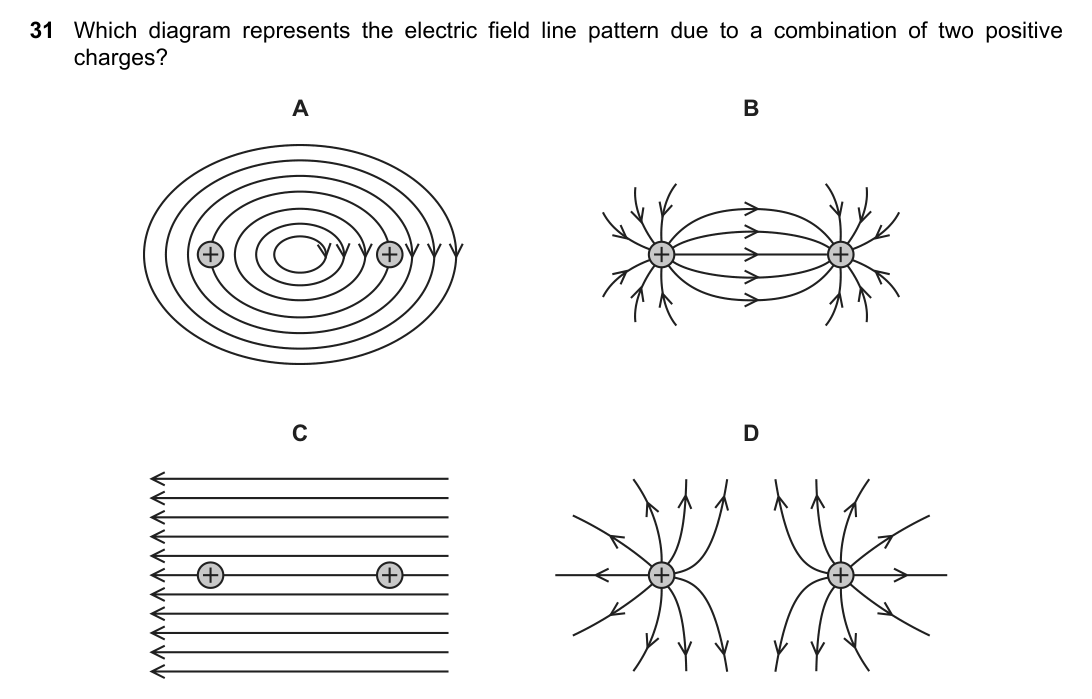 31 Which diagram represents the electric field line pattern due to a combination of two positive
charges?
A B
+ + + +
C D
+ + + +